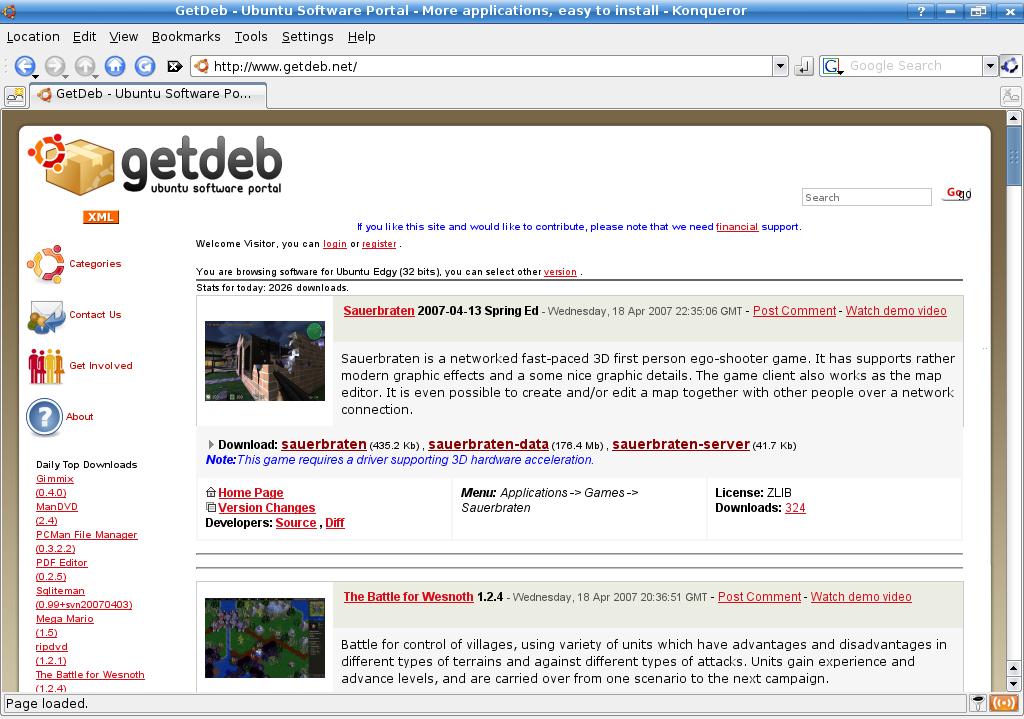 GetDeb - Ubuntu Software Portal - More applications, easy to install - Konqueror
Location Edit View Bookmarks Tools Settings Help
http://www.getdeb.net/
G Google Search
GetDeb - Ubuntu Software Po...
getdeb
ubuntu software portal
Search
Go go
XML
If you like this site and would like to contribute, please note that we need financial support.
Welcome Visitor, you can login or register .
Categories
You are browsing software for Ubuntu Edgy (32 bits), you can select other version .
Stats for today: 2026 downloads.
Contact Us
Get Involved
About
Daily Top Downloads
Gimmix
(0.4.0)
ManDVD
(2.4)
PCMan File Manager
(0.3.2.2)
PDF Editor
(0.2.5)
Sqliteman
(0.99+svn20070403)
Mega Mario
(1.5)
ripdvd
(1.2.1)
The Battle for Wesnoth
(1.2.4)
Sauerbraten 2007-04-13 Spring Ed - Wednesday, 18 Apr 2007 22:35:06 GMT - Post Comment - Watch demo video
Sauerbraten is a networked fast-paced 3D first person ego-shooter game. It has supports rather
modern graphic effects and a some nice graphic details. The game client also works as the map
editor. It is even possible to create and/or edit a map together with other people over a network
connection.
Download: sauerbraten (435.2 Kb) , sauerbraten-data (176.4 Mb) , sauerbraten-server (41.7 Kb)
Note:This game requires a driver supporting 3D hardware acceleration.
Home Page
Version Changes
Developers: Source , Diff
Menu: Applications -> Games ->
Sauerbraten
License: ZLIB
Downloads: 324
The Battle for Wesnoth 1.2.4 - Wednesday, 18 Apr 2007 20:36:51 GMT - Post Comment - Watch demo video
Battle for control of villages, using variety of units which have advantages and disadvantages in
different types of terrains and against different types of attacks. Units gain experience and
advance levels, and are carried over from one scenario to the next campaign.
Page loaded.